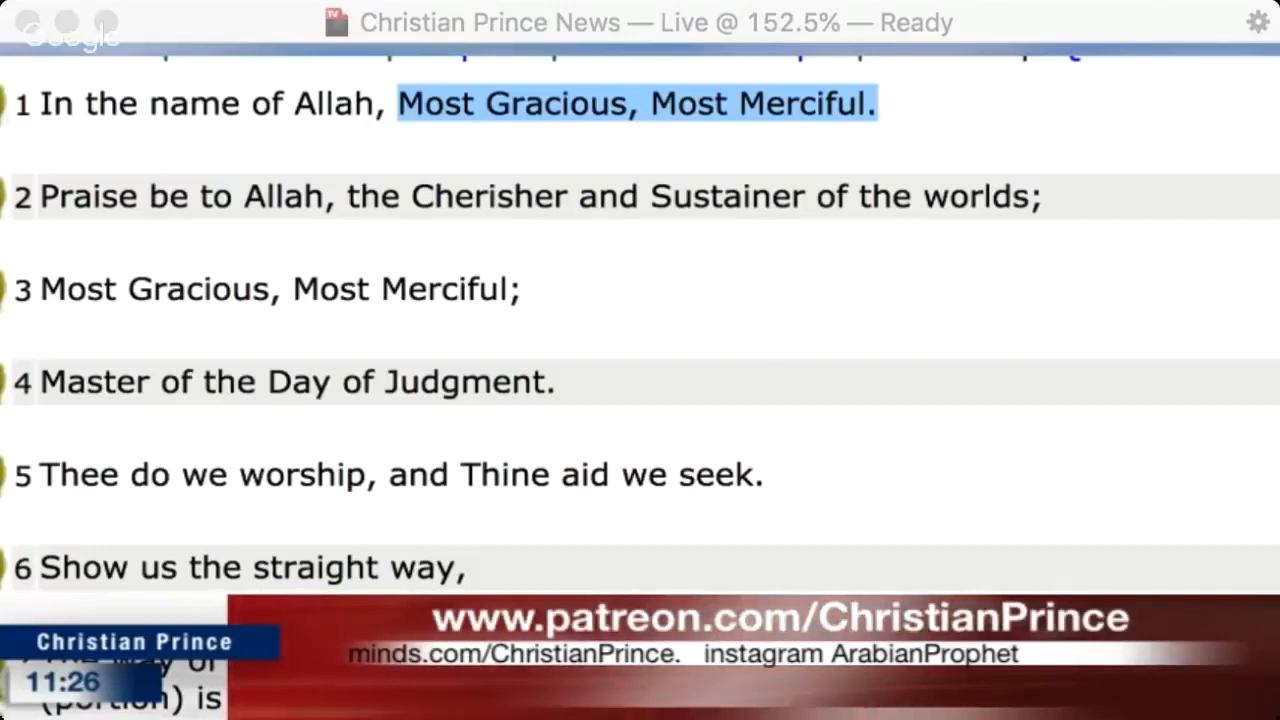 Christian Prince News — Live @ 152.5% — Ready
Google
1 In the name of Allah, Most Gracious, Most Merciful.
2 Praise be to Allah, the Cherisher and Sustainer of the worlds;
3 Most Gracious, Most Merciful;
4 Master of the Day of Judgment.
5 Thee do we worship, and Thine aid we seek.
6 Show us the straight way,
www.patreon.com/ChristianPrince
Christian Prince
minds.com/ChristianPrince. instagram ArabianProphet
way of
11:26
(portion) is